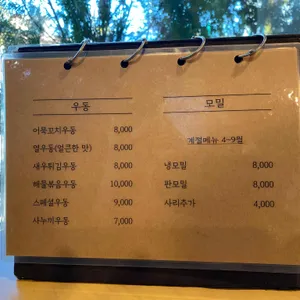 우동
어묵꼬치우동 8,000
얼우동(얼큰한 맛) 8,000
새우튀김우동 8,000
해물볶음우동 10,000
스페셜우동 9,000
사누끼우동 7,000
모밀
계절메뉴 4~9월
냉모밀 8,000
판모밀 8,000
사리추가 4,000